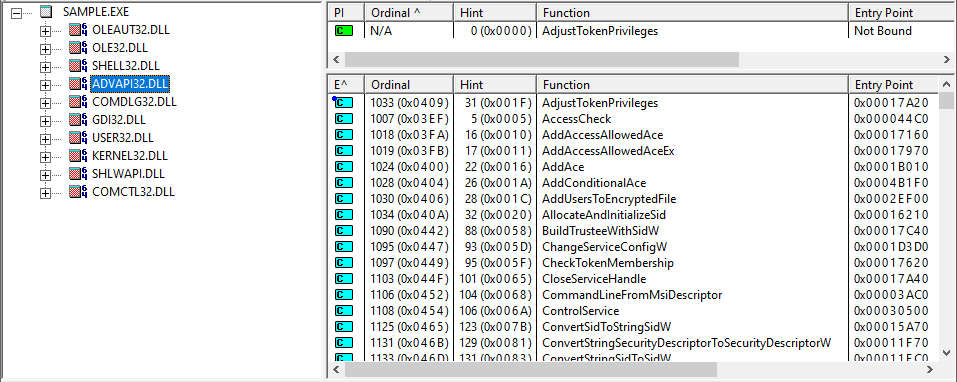 SAMPLE.EXE
OLEAUT32.DLL
OLE32.DLL
SHELL32.DLL
ADVAPI32.DLL
COMDLG32.DLL
GDI32.DLL
USER32.DLL
KERNEL32.DLL
SHLWAPI.DLL
COMCTL32.DLL
PI Ordinal ^ Hint Function Entry Point
C N/A 0 (0x0000) AdjustTokenPrivileges Not Bound
E^ Ordinal Hint Function Entry Point
C 1033 (0x0409) 31 (0x001F) AdjustTokenPrivileges 0x00017A20
C 1007 (0x03EF) 5 (0x0005) AccessCheck 0x000044C0
C 1018 (0x03FA) 16 (0x0010) AddAccessAllowedAce 0x00017160
C 1019 (0x03FB) 17 (0x0011) AddAccessAllowedAceEx 0x00017970
C 1024 (0x0400) 22 (0x0016) AddAce 0x0001B010
C 1028 (0x0404) 26 (0x001A) AddConditionalAce 0x0004B1F0
C 1030 (0x0406) 28 (0x001C) AddUsersToEncryptedFile 0x0002EF00
C 1034 (0x040A) 32 (0x0020) AllocateAndInitializeSid 0x00016210
C 1090 (0x0442) 88 (0x0058) BuildTrusteeWithSidW 0x00017C40
C 1095 (0x0447) 93 (0x005D) ChangeServiceConfigW 0x0001D3D0
C 1097 (0x0449) 95 (0x005F) CheckTokenMembership 0x00017620
C 1103 (0x044F) 101 (0x0065) CloseServiceHandle 0x00017A40
C 1106 (0x0452) 104 (0x0068) CommandLineFromMsiDescriptor 0x00003AC0
C 1108 (0x0454) 106 (0x006A) ControlService 0x00030500
C 1125 (0x0465) 123 (0x007B) ConvertSidToStringSidW 0x00015A70
C 1131 (0x046B) 129 (0x0081) ConvertStringSecurityDescriptorToSecurityDescriptorW 0x00011F70
C 1133 (0x046D) 131 (0x0083) ConvertStringSidToSidW 0x00011EC0